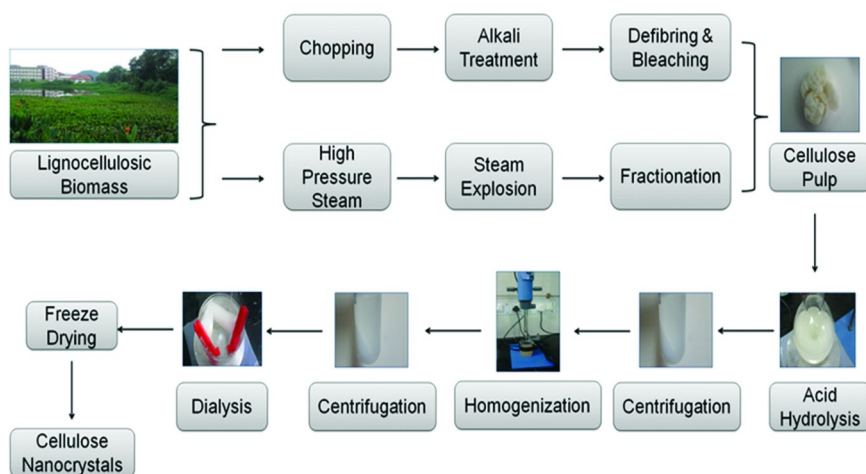 Chopping
Alkali
Treatment
Defibring &
Bleaching
Lignocellulosic
Biomass
High
Pressure
Steam
Steam
Explosion
Fractionation
Cellulose
Pulp
Freeze
Drying
Dialysis
Centrifugation
Homogenization
Centrifugation
Acid
Hydrolysis
Cellulose
Nanocrystals